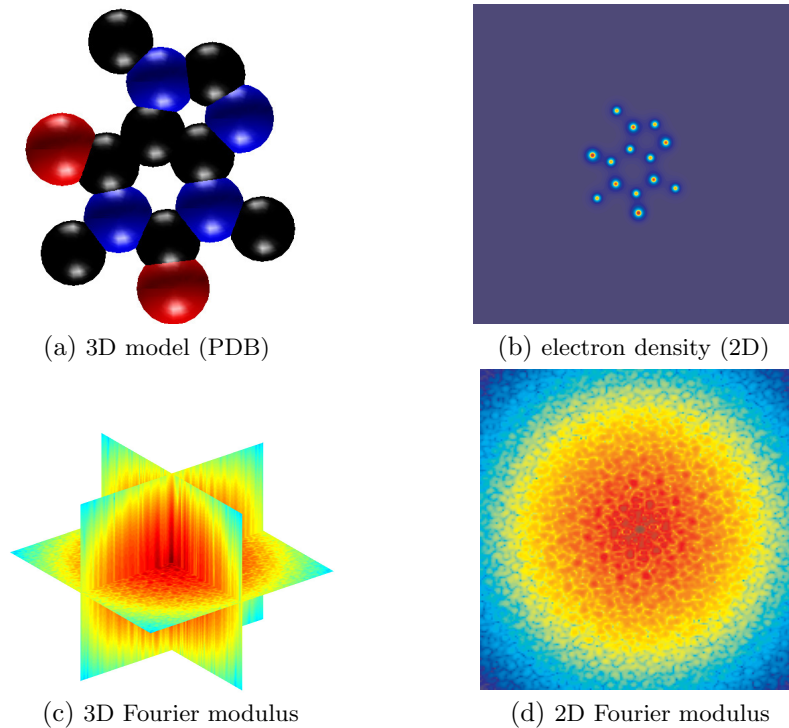 (a) 3D model (PDB)
(b) electron density (2D)
(c) 3D Fourier modulus
(d) 2D Fourier modulus